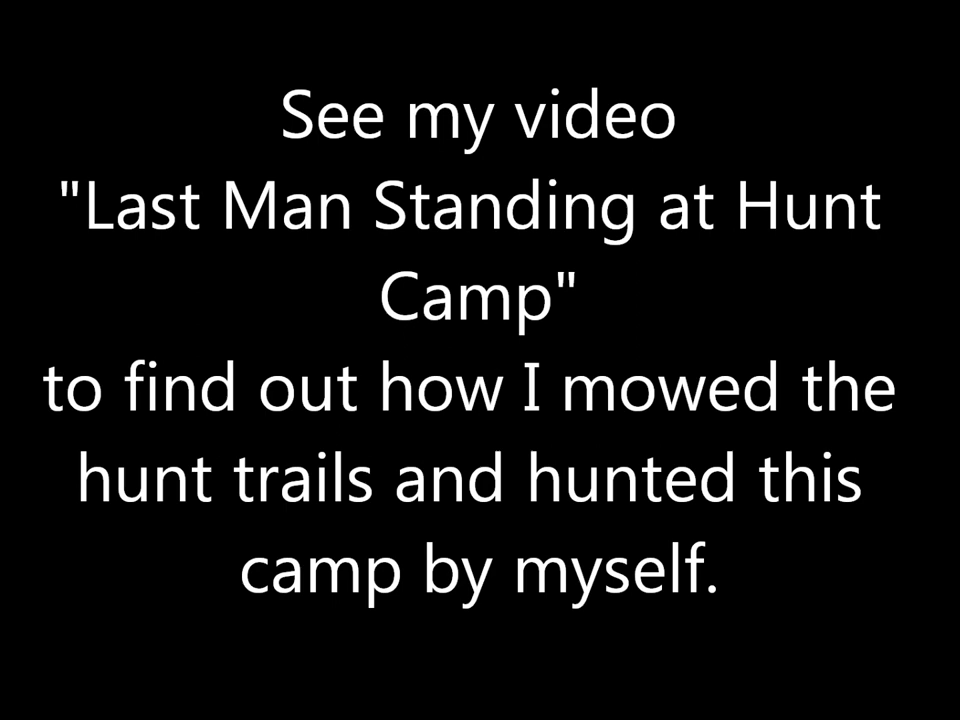 See my video
"Last Man Standing at Hunt
Camp"
to find out how I mowed the
hunt trails and hunted this
camp by myself.